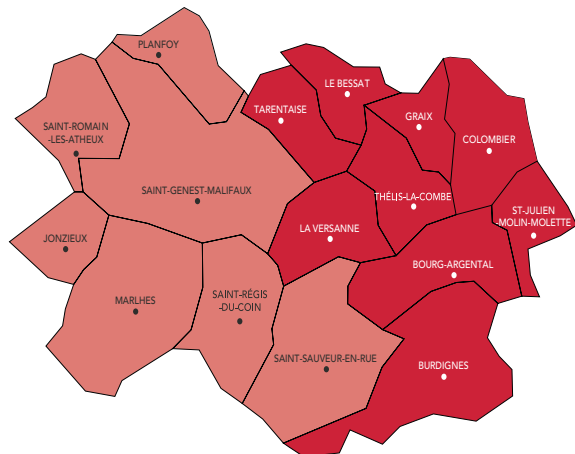 PLANFOY
LE BESSAT
TARENTAISE
GRAIX
SAINT-ROMAIN
-LES-ATHEUX
COLOMBIER
SAINT-GENEST-MALIFAUX
THÉLIS-LA-COMBE
ST-JULIEN
MOLIN-MOLETTE
LA VERSANNE
JONZIEUX
BOURG-ARGENTAL
MARLHES
SAINT-RÉGIS
-DU-COIN
SAINT-SAUVEUR-EN-RUE
BURDIGNES